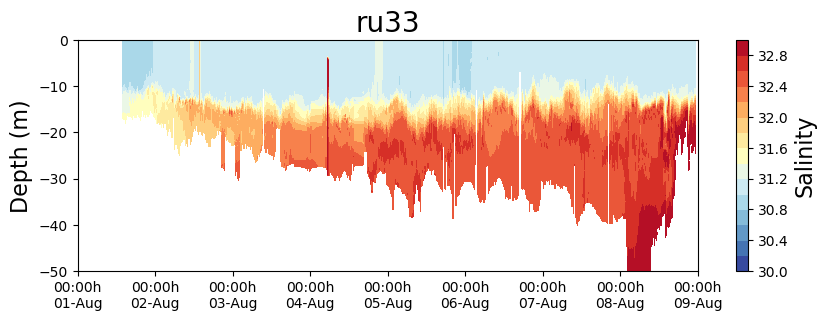 ru33
Depth (m)
0
−10
−20
−30
−40
−50
00:00h 00:00h 00:00h 00:00h 00:00h 00:00h 00:00h 00:00h 00:00h
01-Aug 02-Aug 03-Aug 04-Aug 05-Aug 06-Aug 07-Aug 08-Aug 09-Aug
32.8
32.4
32.0
31.6
31.2
30.8
30.4
30.0
Salinity